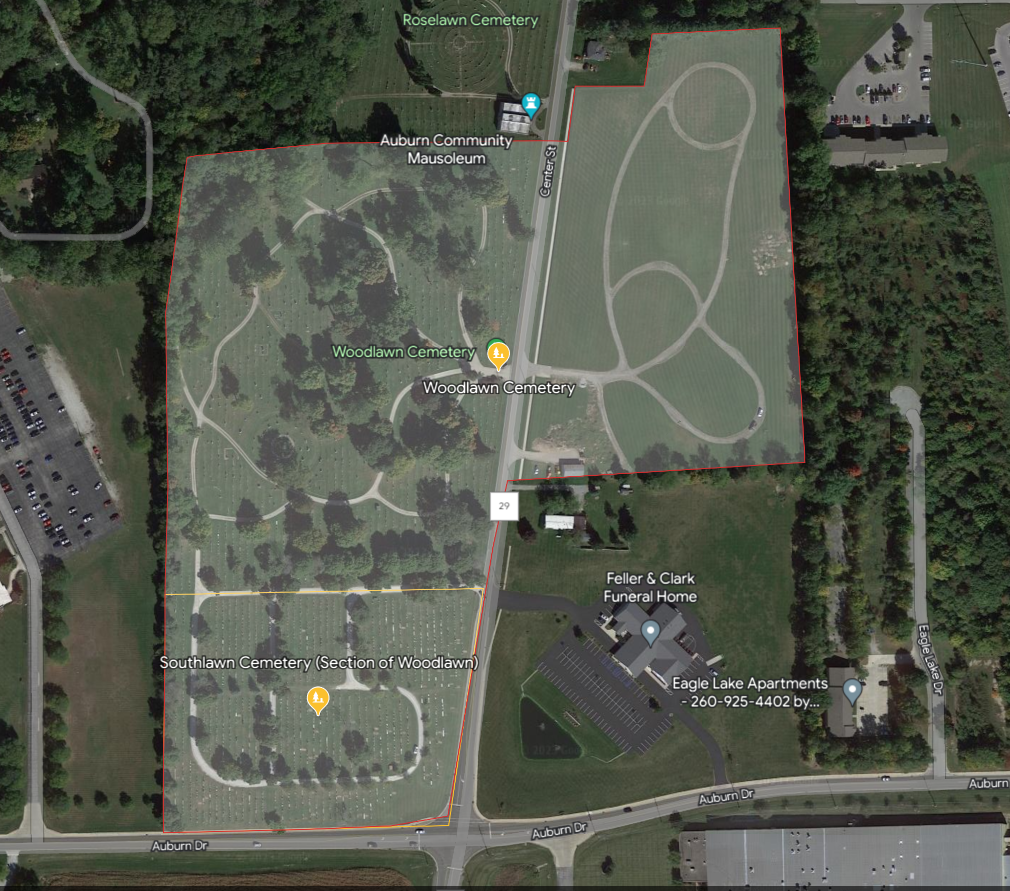 Roselawn Cemetery
Auburn Community
Mausoleum
Center St
Woodlawn Cemetery
Woodlawn Cemetery
29
Feller & Clark
Funeral Home
Southlawn Cemetery (Section of Woodlawn)
Eagle Lake Apartments
- 260-925-4402 by...
Eagle Lake Dr
Auburn Dr
Auburn Dr
Auburn Dr
Auburn